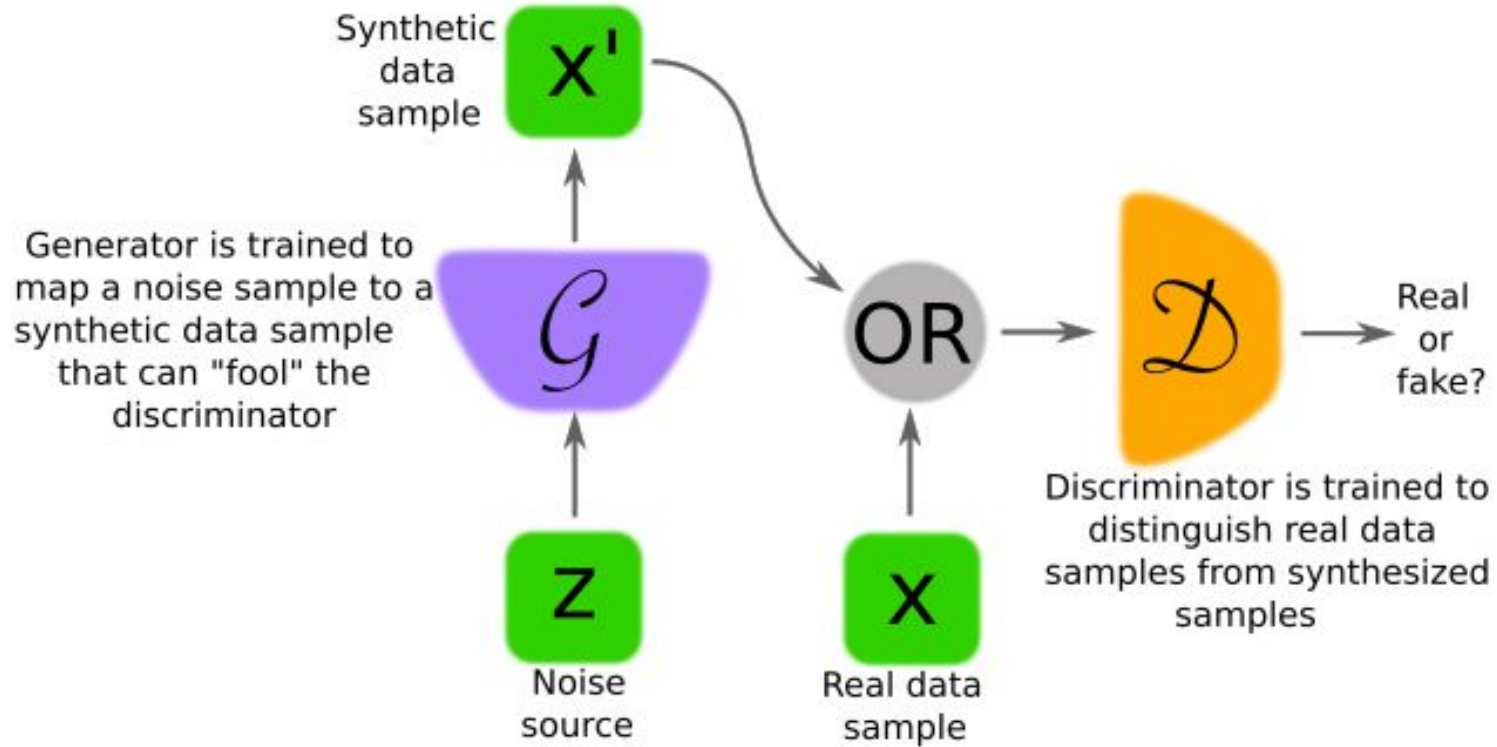 Synthetic
data
sample
x'
Generator is trained to
map a noise sample to a
synthetic data sample
that can "fool" the
discriminator
G
z
Noise
source
OR
x
Real data
sample
D
Real
or
fake?
Discriminator is trained to
distinguish real data
samples from synthesized
samples